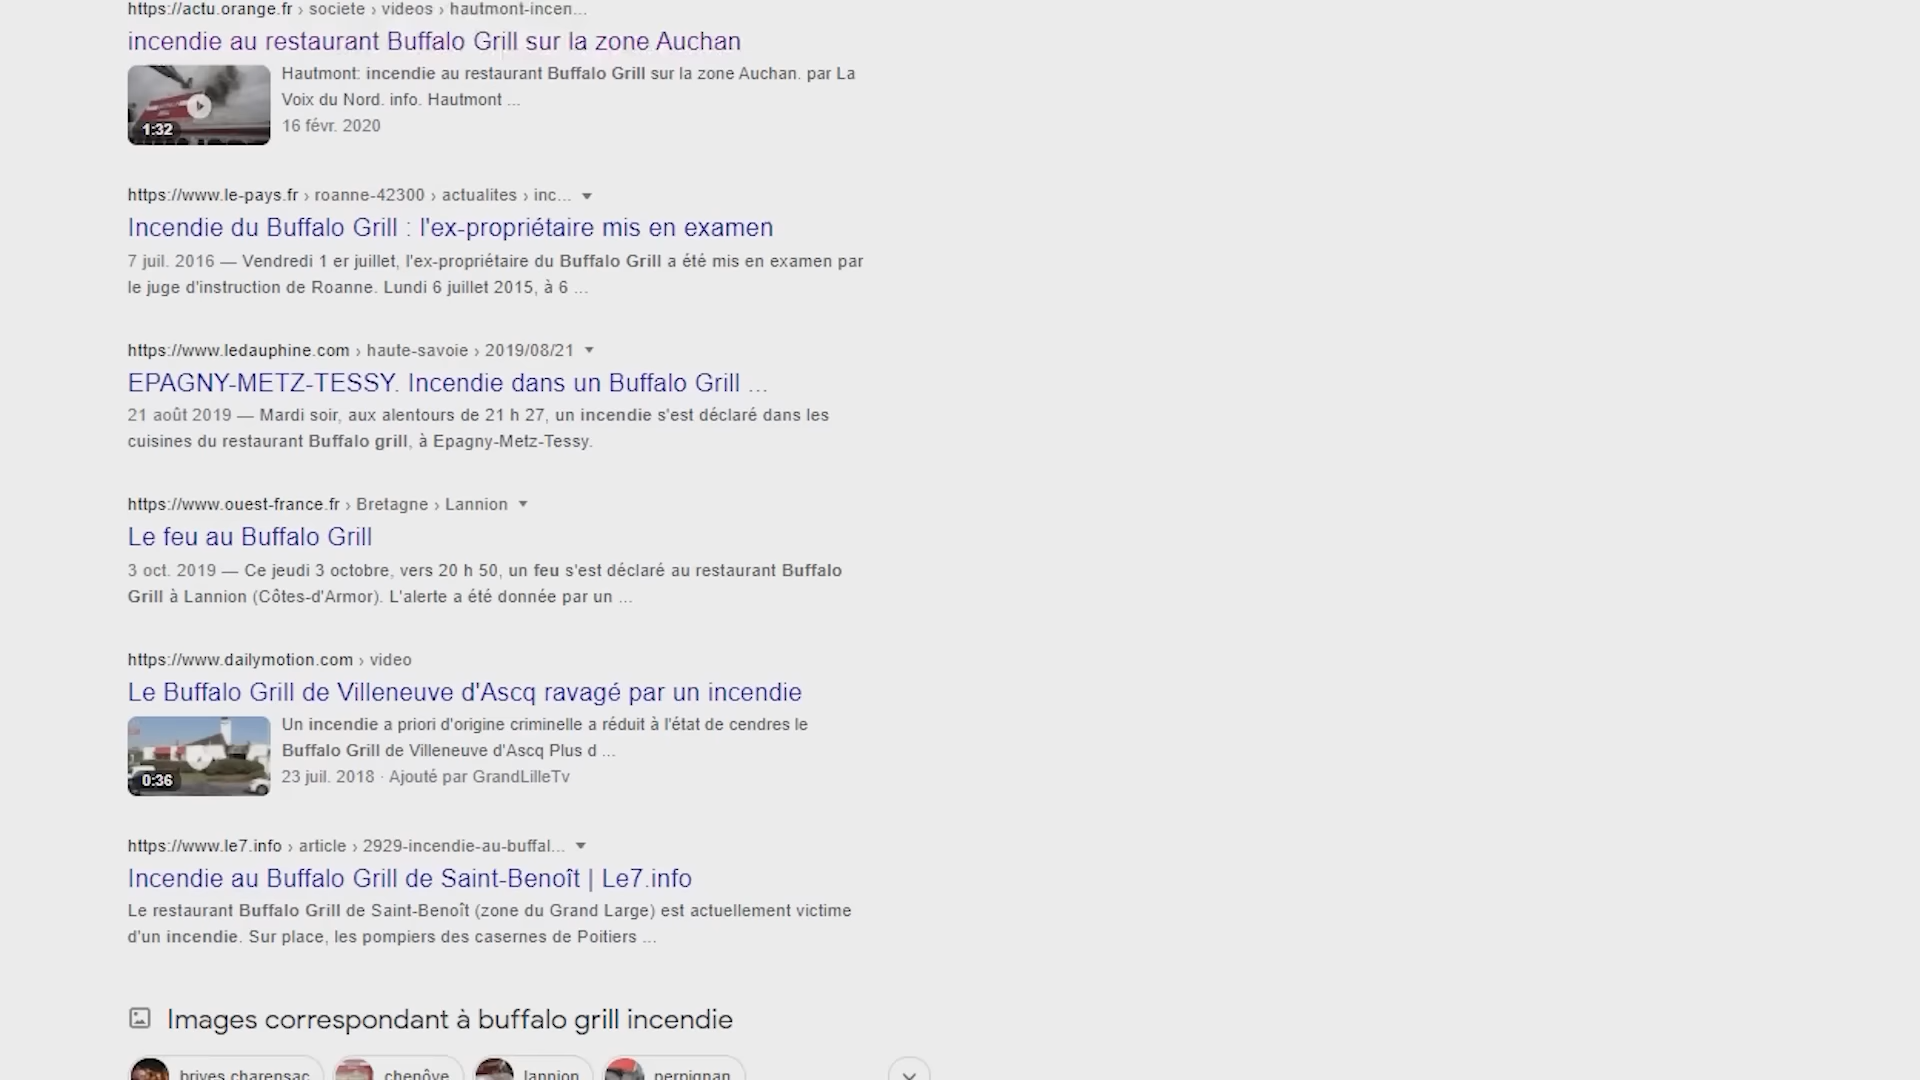 https://actu.orange.fr › societe › videos › hautmont-incen...
incendie au restaurant Buffalo Grill sur la zone Auchan
Hautmont: incendie au restaurant Buffalo Grill sur la zone Auchan. par La
Voix du Nord. info. Hautmont ...
1:32
16 févr. 2020
https://www.le-pays.fr › roanne-42300 › actualites › inc...
Incendie du Buffalo Grill : l'ex-propriétaire mis en examen
7 juil. 2016 — Vendredi 1 er juillet, l'ex-propriétaire du Buffalo Grill a été mis en examen par
le juge d'instruction de Roanne. Lundi 6 juillet 2015, à 6 ...
https://www.ledauphine.com › haute-savoie › 2019/08/21
EPAGNY-METZ-TESSY. Incendie dans un Buffalo Grill ...
21 août 2019 — Mardi soir, aux alentours de 21 h 27, un incendie s'est déclaré dans les
cuisines du restaurant Buffalo grill, à Epagny-Metz-Tessy.
https://www.ouest-france.fr › Bretagne › Lannion
Le feu au Buffalo Grill
3 oct. 2019 — Ce jeudi 3 octobre, vers 20 h 50, un feu s'est déclaré au restaurant Buffalo
Grill à Lannion (Côtes-d'Armor). L'alerte a été donnée par un ...
https://www.dailymotion.com › video
Le Buffalo Grill de Villeneuve d'Ascq ravagé par un incendie
Un incendie a priori d'origine criminelle a réduit à l'état de cendres le
Buffalo Grill de Villeneuve d'Ascq Plus d ...
0:36
23 juil. 2018 · Ajouté par GrandLilleTv
https://www.le7.info › article › 2929-incendie-au-buffal...
Incendie au Buffalo Grill de Saint-Benoît | Le7.info
Le restaurant Buffalo Grill de Saint-Benoît (zone du Grand Large) est actuellement victime
d'un incendie. Sur place, les pompiers des casernes de Poitiers ...
Images correspondant à buffalo grill incendie
brives charensac
chenôve
lannion
perpignan